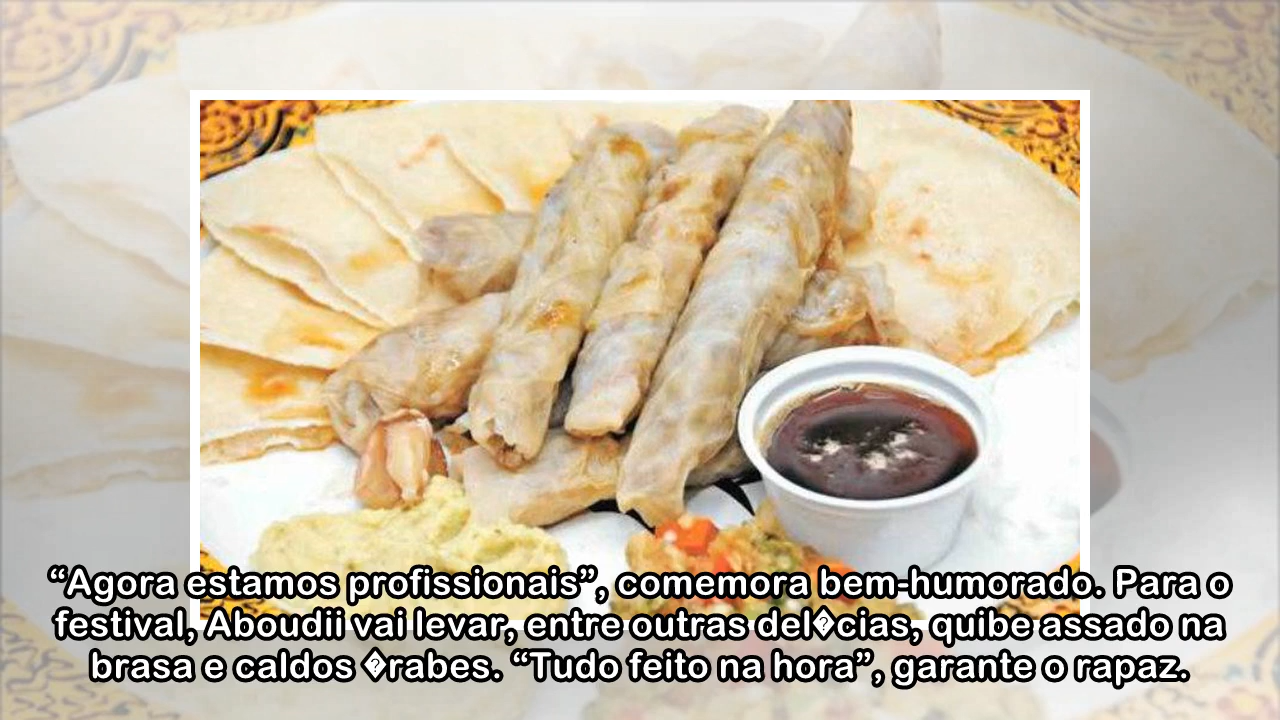 “Agora estamos profissionais”, comemora bem-humorado. Para o
festival, Aboudii vai levar, entre outras del�cias, quibe assado na
brasa e caldos �rabes. “Tudo feito na hora”, garante o rapaz.